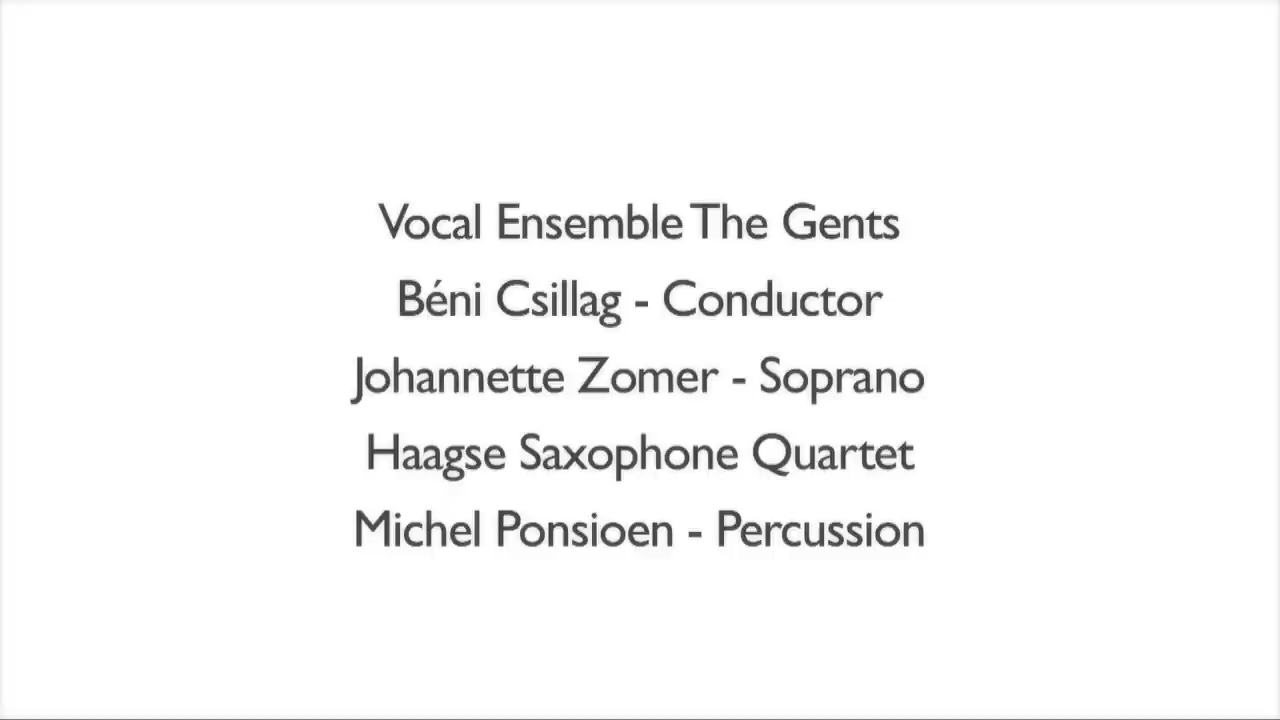 Vocal Ensemble The Gents
Béni Csillag - Conductor
Johannette Zomer - Soprano
Haagse Saxophone Quartet
Michel Ponsioen - Percussion